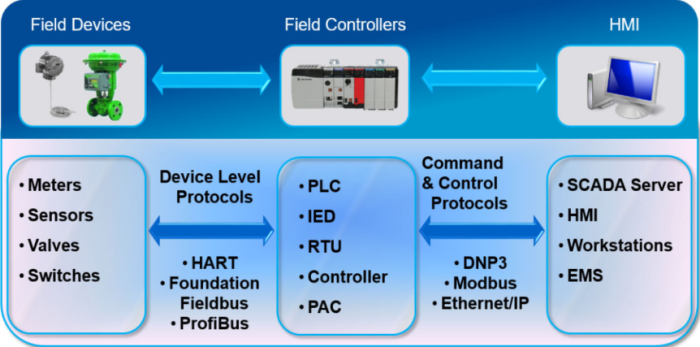 Field Devices
Field Controllers
HMI
• Meters
• Sensors
• Valves
• Switches
Device Level
Protocols
• HART
• Foundation
Fieldbus
• ProfiBus
• PLC
• IED
• RTU
• Controller
• PAC
Command
& Control
Protocols
• DNP3
• Modbus
• Ethernet/IP
• SCADA Server
• HMI
• Workstations
• EMS